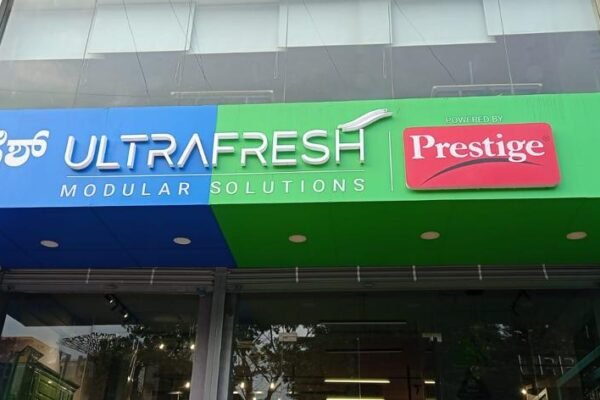 ULTRAFRESH
MODULAR SOLUTIONS
POWERED BY
Prestige